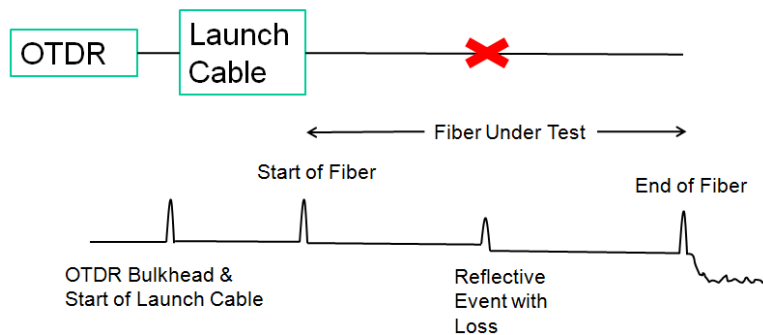 OTDR
Launch
Cable
Fiber Under Test
Start of Fiber
End of Fiber
OTDR Bulkhead &
Start of Launch Cable
Reflective
Event with
Loss